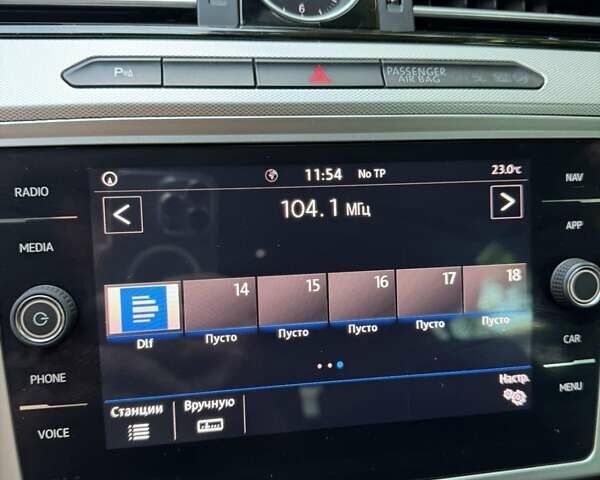 6
P
PASSENGER
AIR BAG
RADIO
MEDIA
PHONE
VOICE
NAV
APP
CAR
MENU
11:54 No TP 23.0°C
< 104.1 МГц >
14 15 16 17 18
Dlf Пусто Пусто Пусто Пусто Пусто
Станции Вручную Настр.